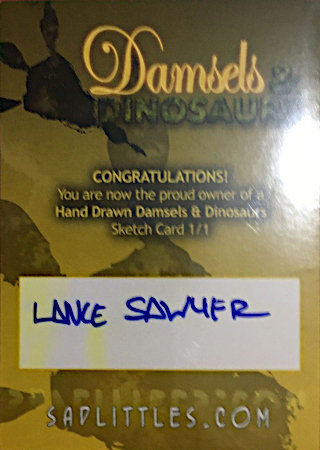 Damsels &
DINOSAURS
CONGRATULATIONS!
You are now the proud owner of a
Hand Drawn Damsels & Dinosaurs
Sketch Card 1/1
LANCE SAWYER
SADLITTLES.COM